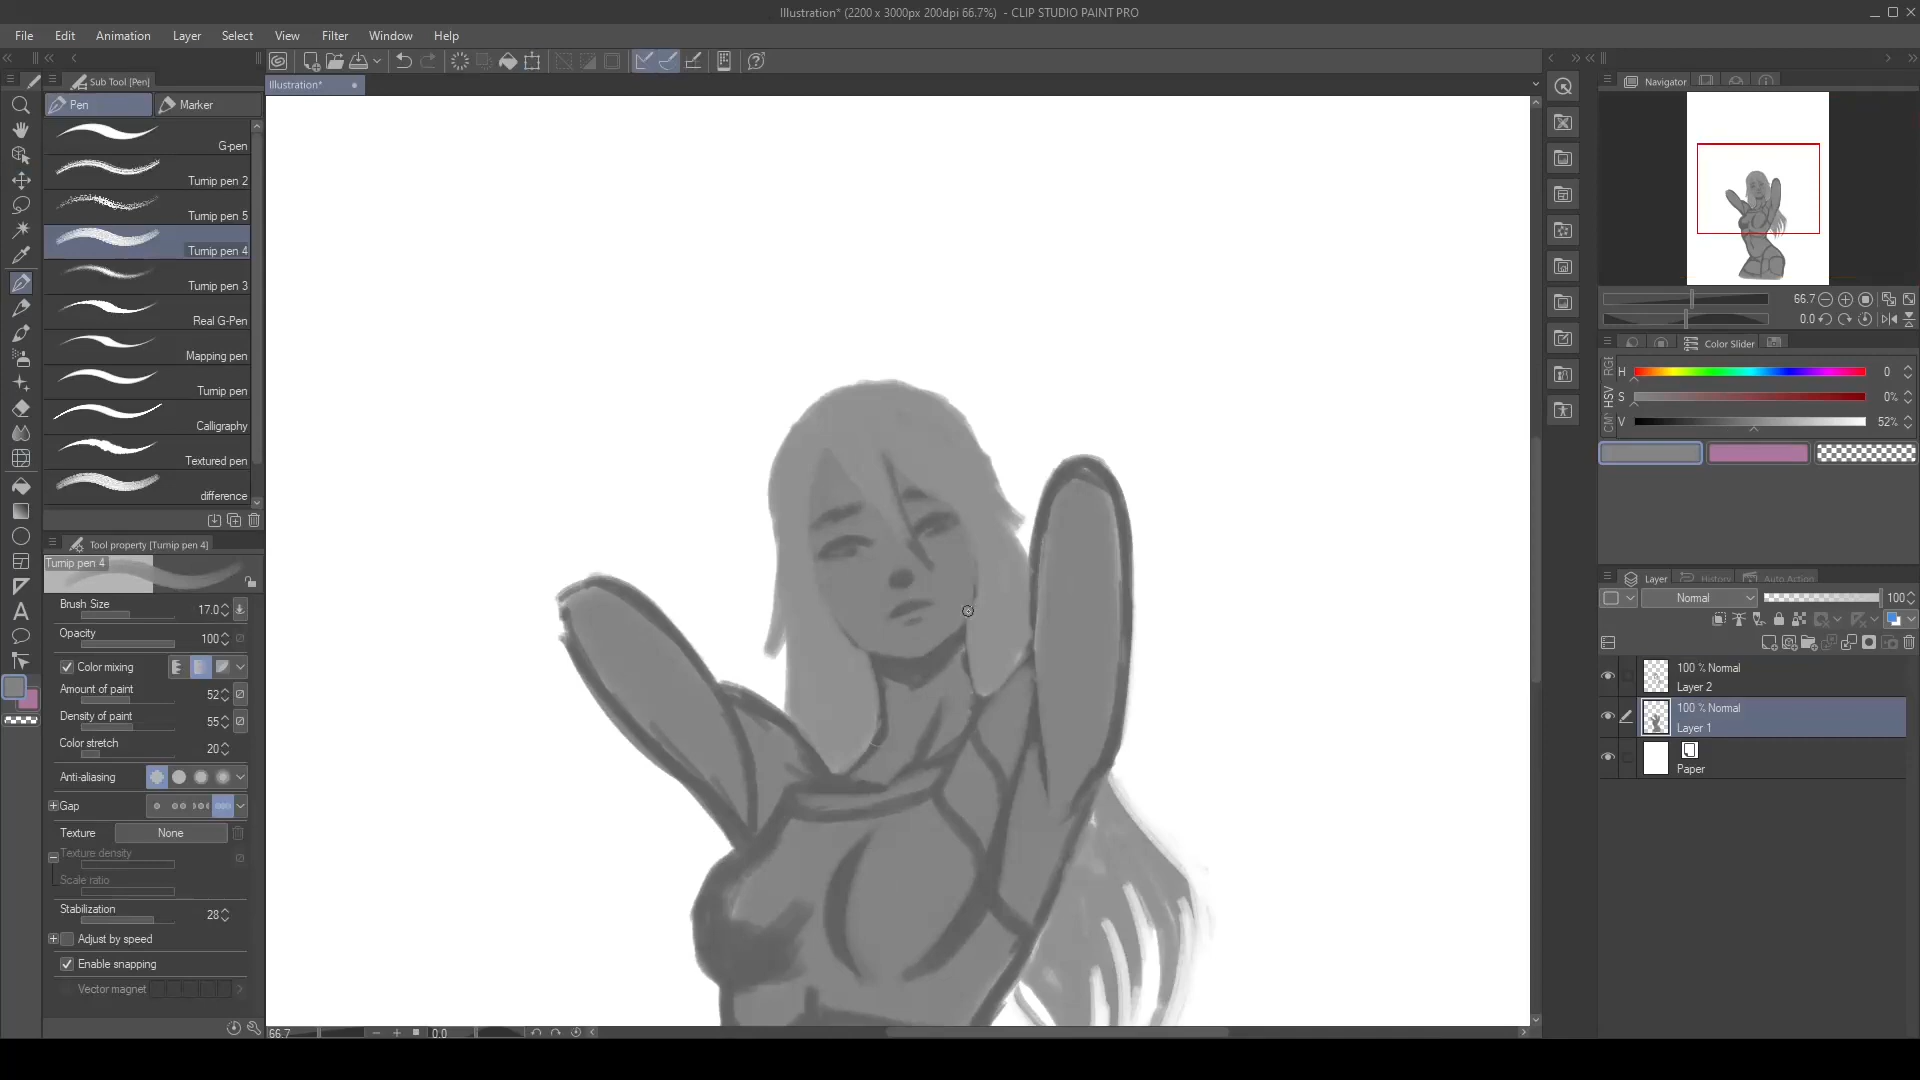 Illustration* (2200 x 3000px 200dpi 66.7%) - CLIP STUDIO PAINT PRO
File Edit Animation Layer Select View Filter Window Help
Sub Tool [Pen]
Illustration*
Navigator
Pen Marker
G-pen
Turnip pen 2
Turnip pen 5
Turnip pen 4
Turnip pen 3
Real G-Pen
Mapping pen
Turnip pen
Calligraphy
Textured pen
difference
Tool property [Turnip pen 4]
Turnip pen 4
Brush Size 17.0
Opacity 100
Color mixing
Amount of paint 52
Density of paint 55
Color stretch 20
Anti-aliasing
Gap
Texture None
Texture density
Scale ratio
Stabilization 28
Adjust by speed
Enable snapping
Vector magnet
66.7 0.0
66.7
0.0
Color Slider
RGB
HSV
H 0
S 0%
V 52%
Layer History Auto Action
Normal 100
100 % Normal
Layer 2
100 % Normal
Layer 1
Paper
A